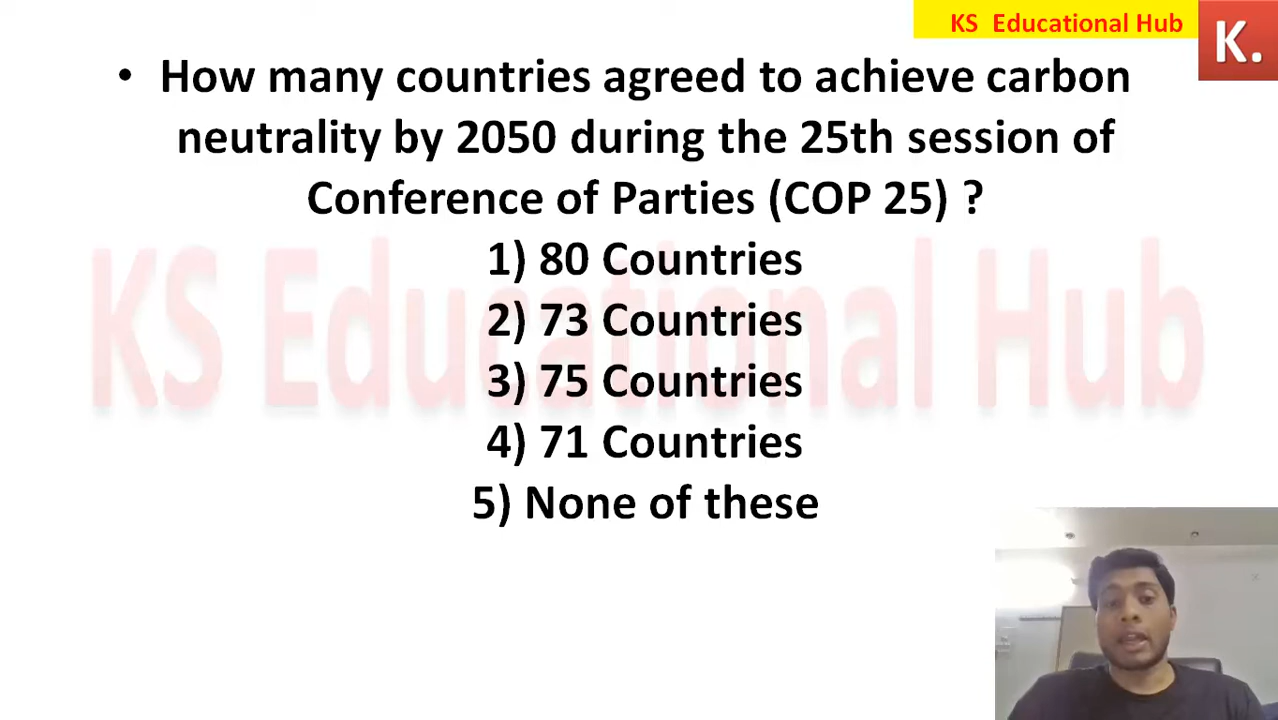 KS Educational Hub
K.
• How many countries agreed to achieve carbon
neutrality by 2050 during the 25th session of
Conference of Parties (COP 25) ?
1) 80 Countries
2) 73 Countries
3) 75 Countries
4) 71 Countries
5) None of these
KS Educational Hub